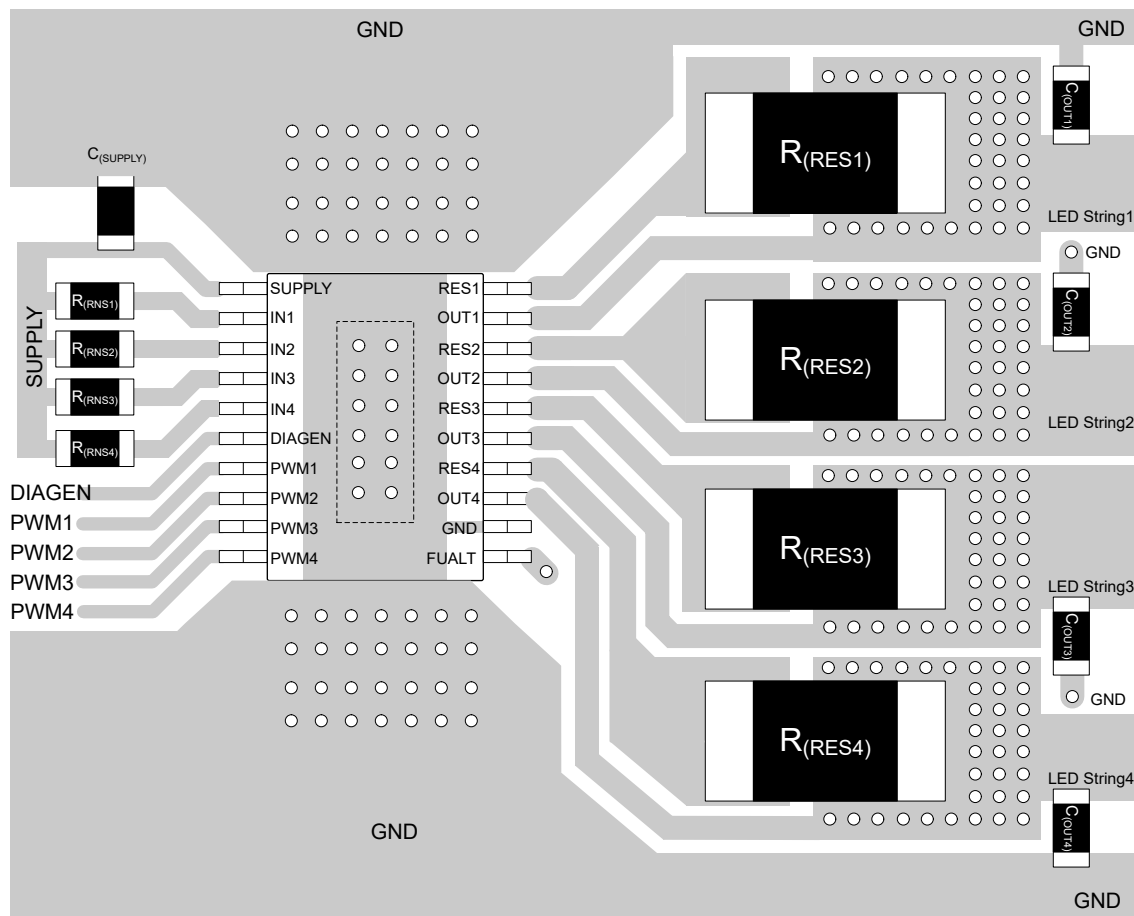 GND
GND
C(SUPPLY)
C(OUT1)
R(RES1)
LED String1
GND
SUPPLY
R(RNS1)
R(RNS2)
R(RNS3)
R(RNS4)
SUPPLY
IN1
IN2
IN3
IN4
DIAGEN
PWM1
PWM2
PWM3
PWM4
RES1
OUT1
RES2
OUT2
RES3
OUT3
RES4
OUT4
GND
FUALT
C(OUT2)
R(RES2)
LED String2
DIAGEN
PWM1
PWM2
PWM3
PWM4
R(RES3)
LED String3
C(OUT3)
GND
R(RES4)
LED String4
C(OUT4)
GND
GND